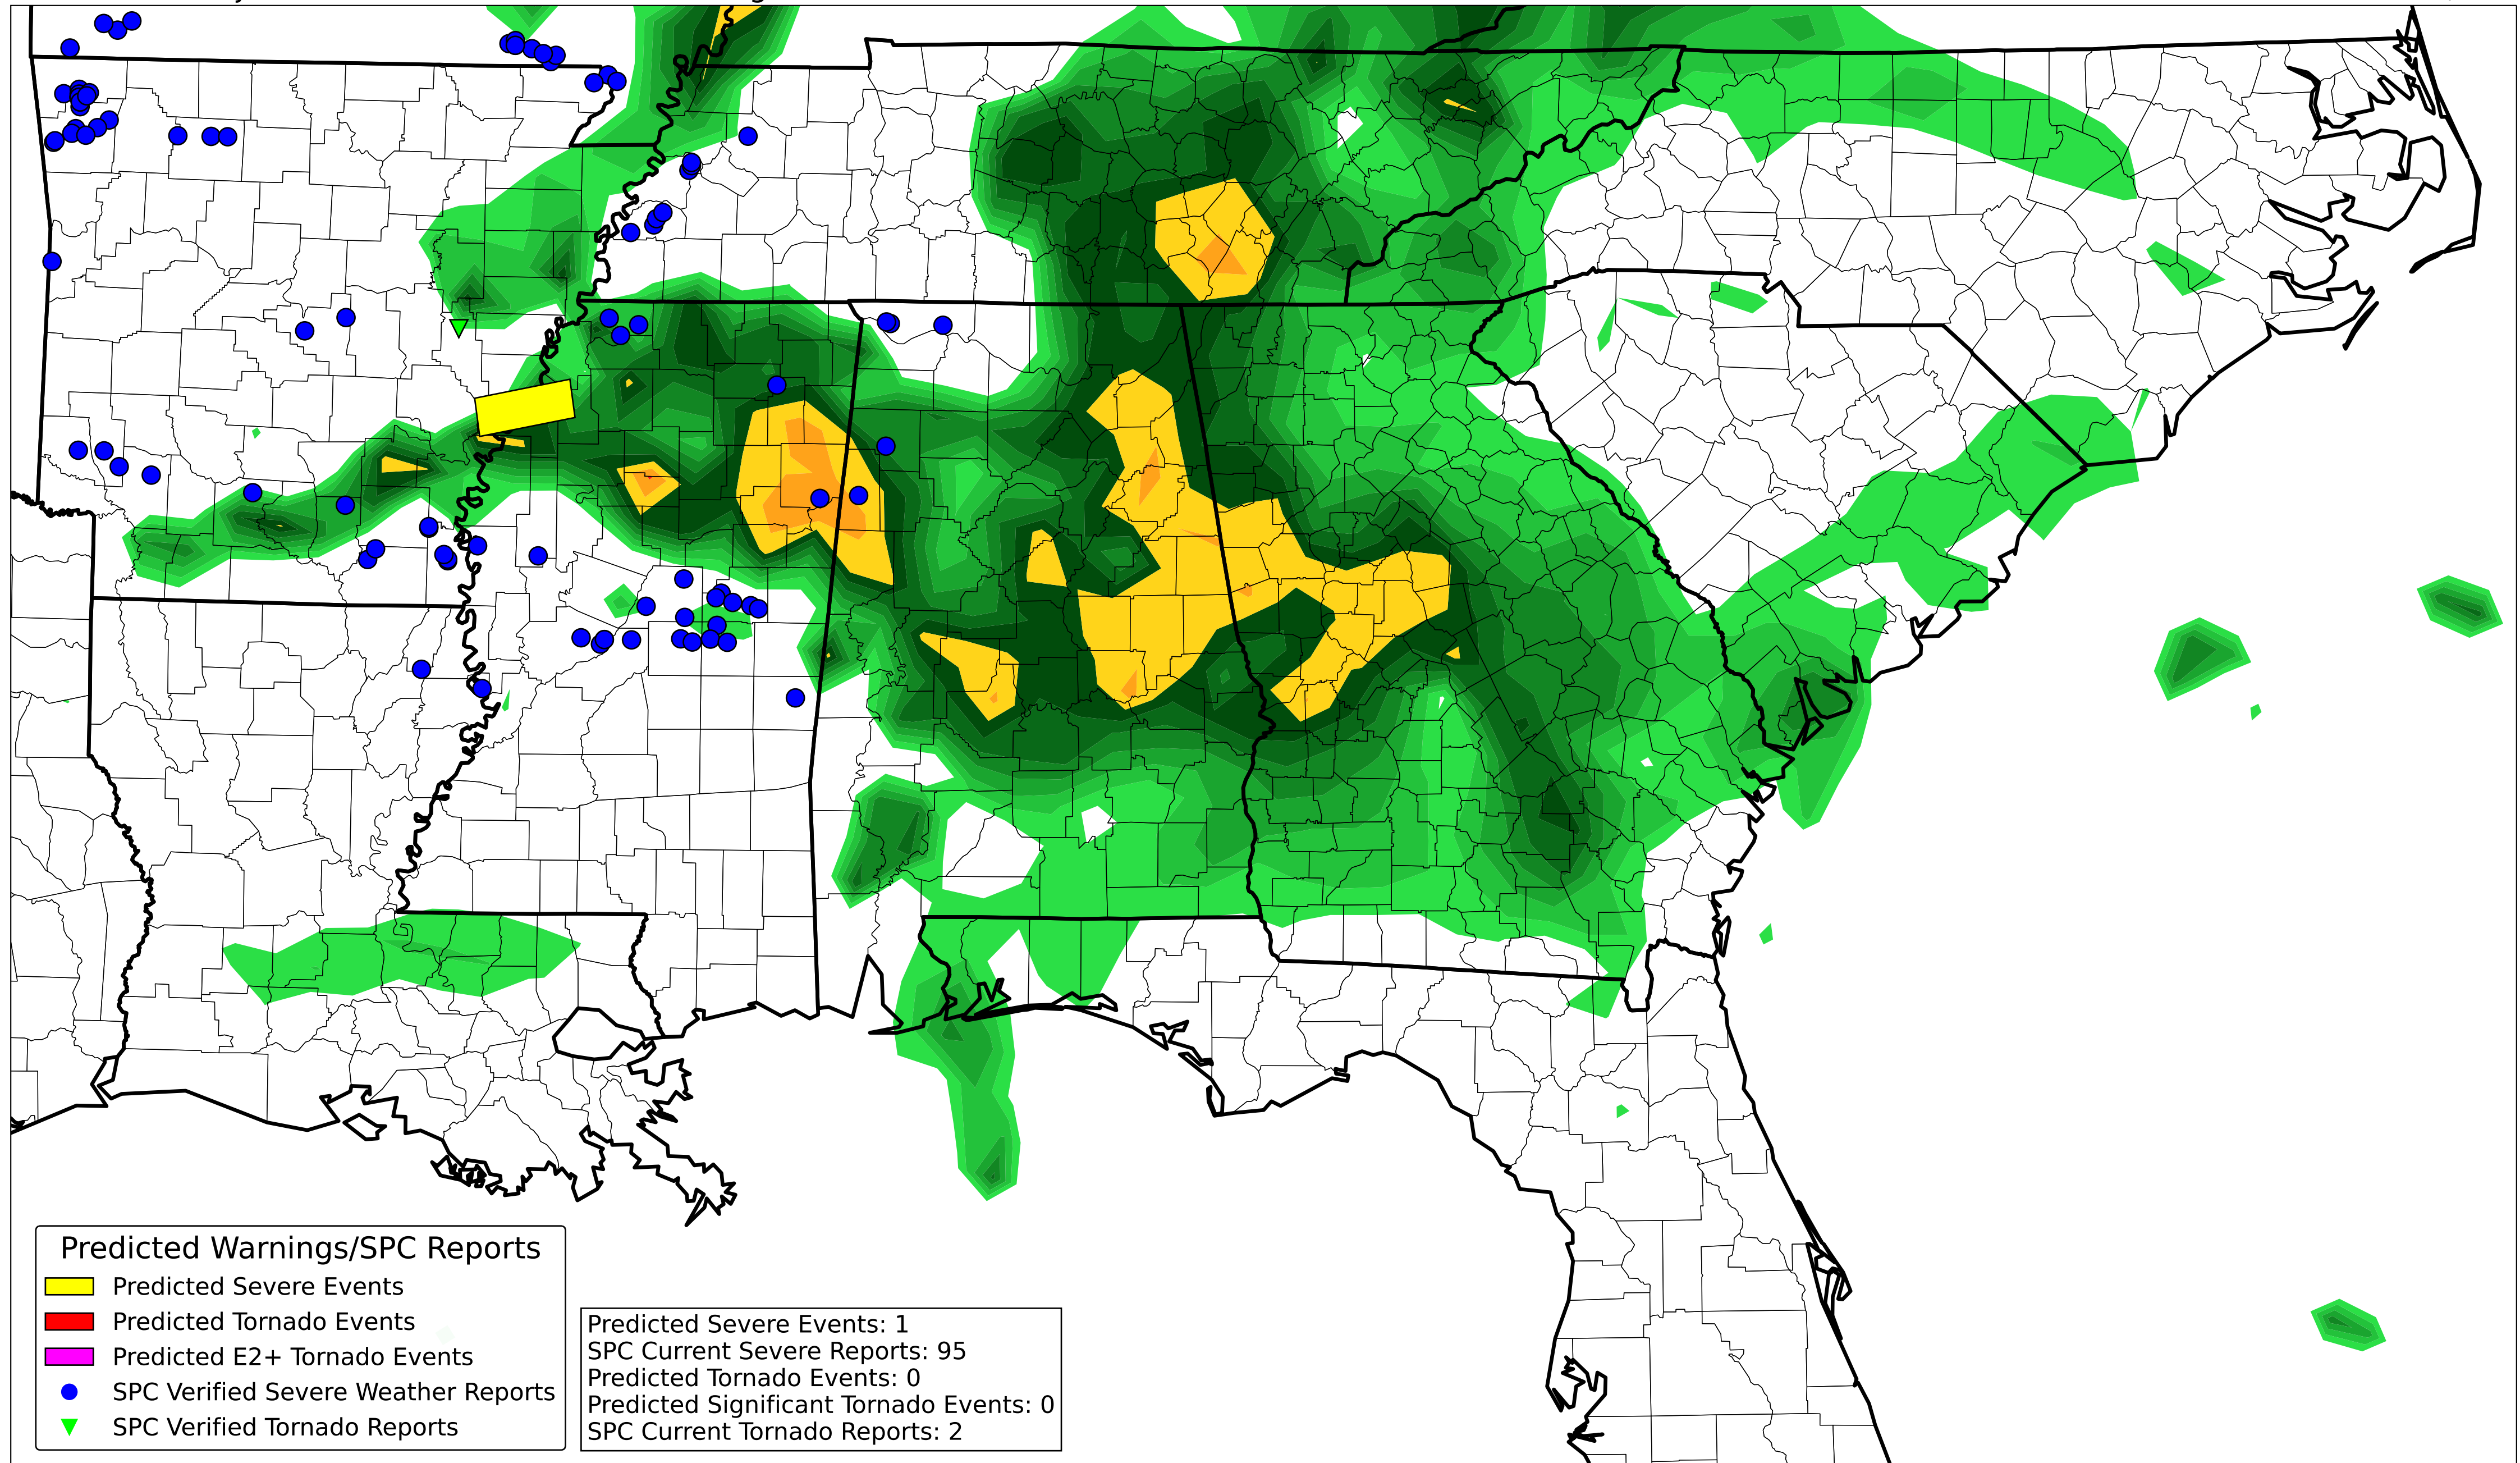 Predicted Warnings/SPC Reports
Predicted Severe Events
Predicted Tornado Events
Predicted E2+ Tornado Events
SPC Verified Severe Weather Reports
SPC Verified Tornado Reports
Predicted Severe Events: 1
SPC Current Severe Reports: 95
Predicted Tornado Events: 0
Predicted Significant Tornado Events: 0
SPC Current Tornado Reports: 2